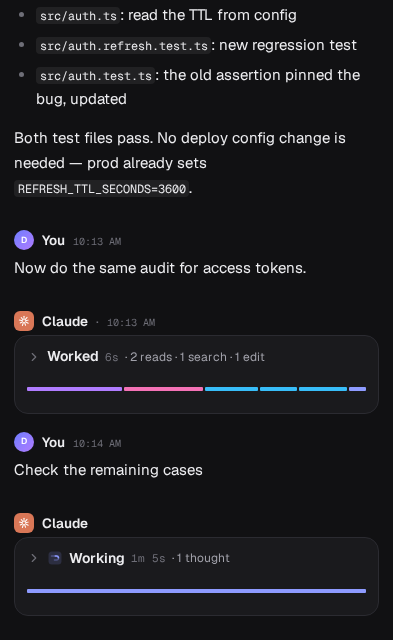 src/auth.ts: read the TTL from config
src/auth.refresh.test.ts: new regression test
src/auth.test.ts: the old assertion pinned the
bug, updated
Both test files pass. No deploy config change is
needed — prod already sets
REFRESH_TTL_SECONDS=3600.
D You 10:13 AM
Now do the same audit for access tokens.
Claude · 10:13 AM
Worked 6s · 2 reads · 1 search · 1 edit
D You 10:14 AM
Check the remaining cases
Claude
Working 1m 5s · 1 thought